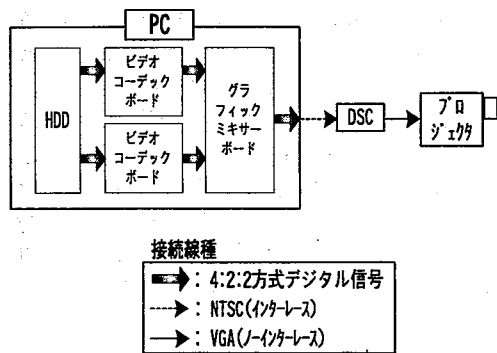 PC
HDD
ビデオ
コーデック
ボード
ビデオ
コーデック
ボード
グラ
フィック
ミキサー
ボード
DSC
プロ
ジェクタ
接続線種
: 4:2:2方式デジタル信号
: NTSC(インターレース)
: VGA(ノーインターレース)